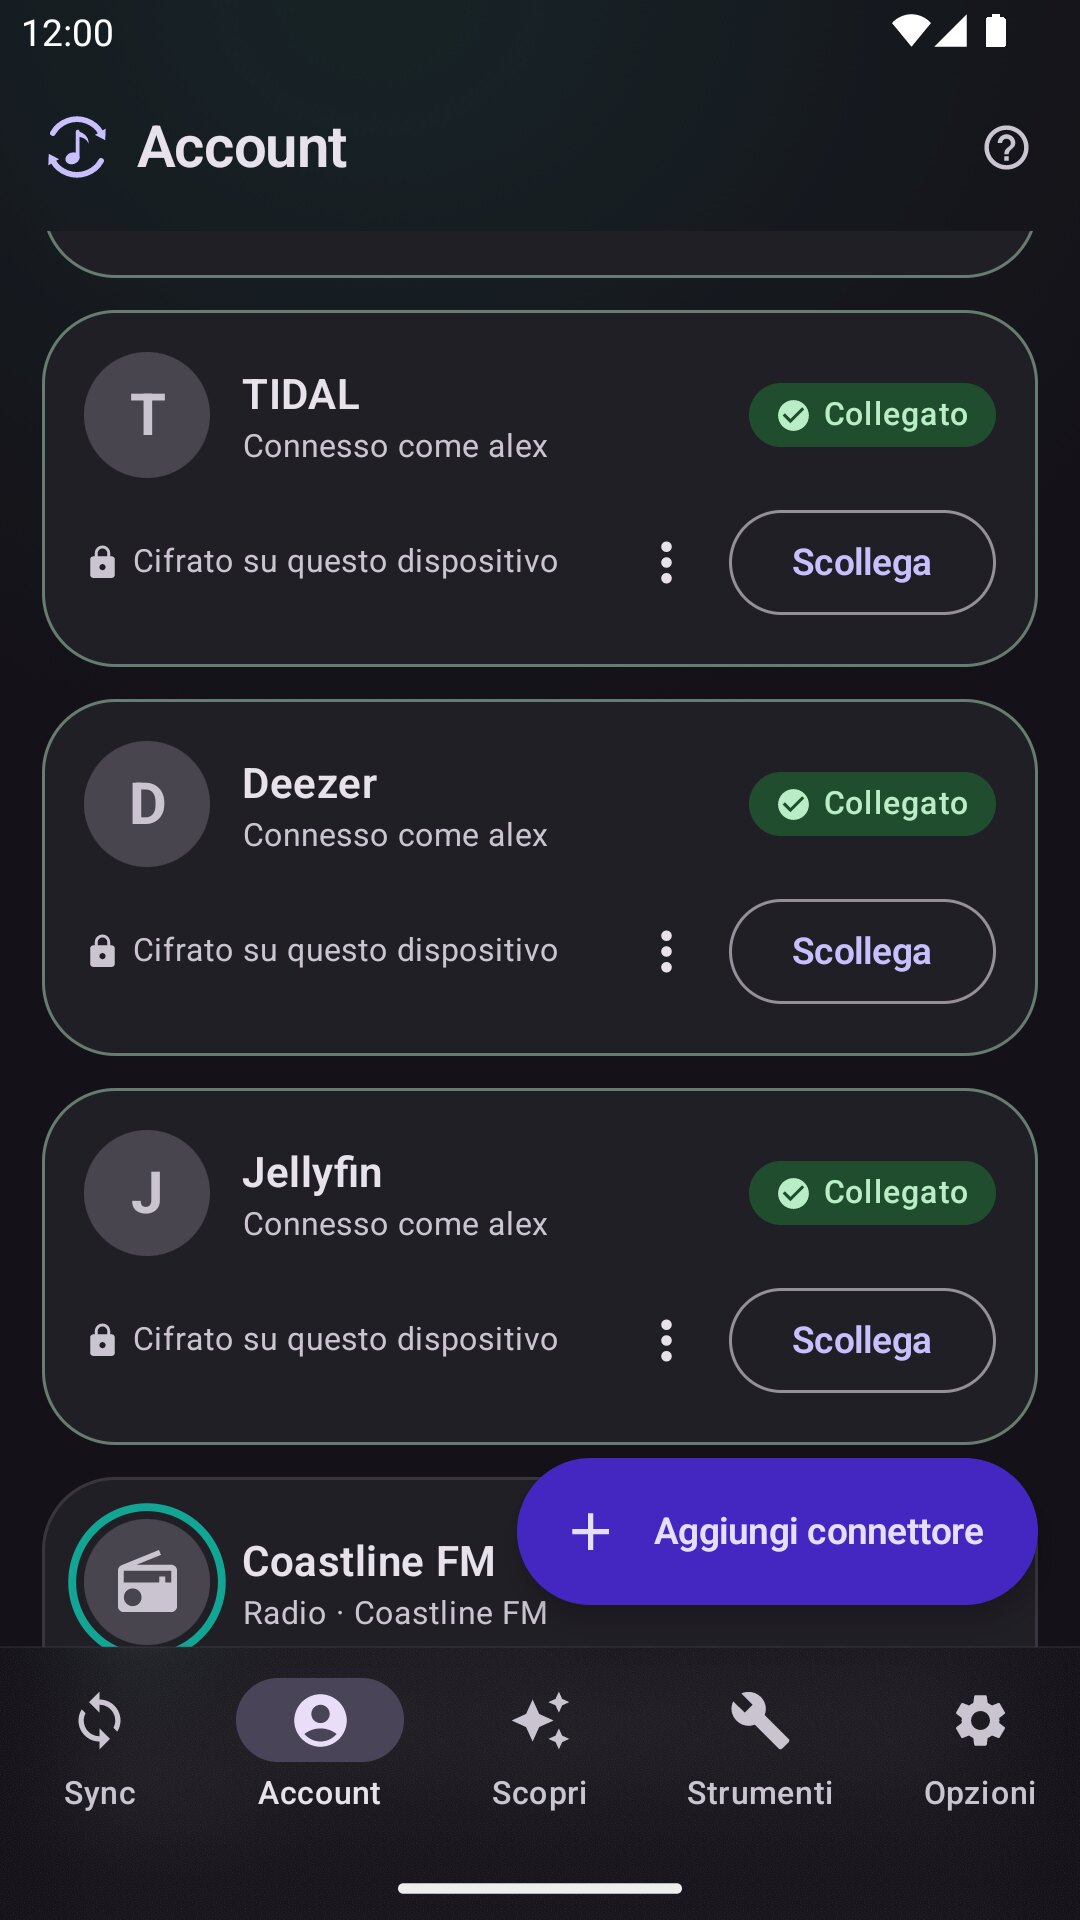 12:00
Account
T
TIDAL
Connesso come alex
Collegato
Cifrato su questo dispositivo
Scollega
D
Deezer
Connesso come alex
Collegato
Cifrato su questo dispositivo
Scollega
J
Jellyfin
Connesso come alex
Collegato
Cifrato su questo dispositivo
Scollega
Coastline FM
Radio · Coastline FM
Aggiungi connettore
Sync
Account
Scopri
Strumenti
Opzioni